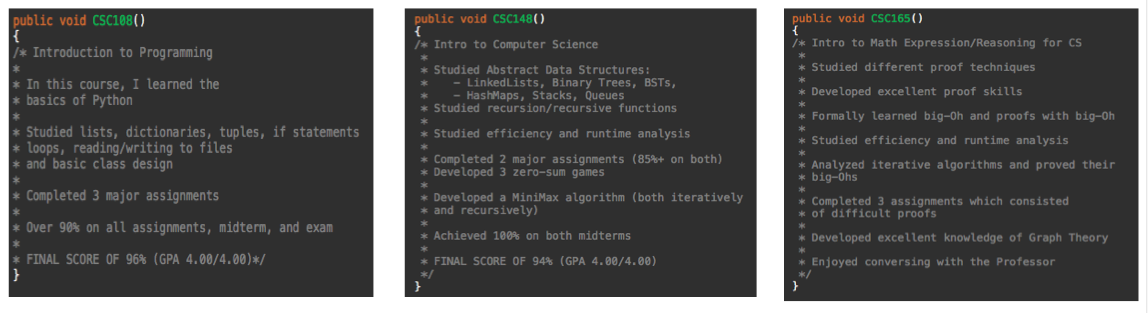 public void CSC108()
{
/* Introduction to Programming
*
* In this course, I learned the
* basics of Python
*
* Studied lists, dictionaries, tuples, if statements
* loops, reading/writing to files
* and basic class design
*
* Completed 3 major assignments
*
* Over 90% on all assignments, midterm, and exam
*
* FINAL SCORE OF 96% (GPA 4.00/4.00)*/
}
public void CSC148()
{
/* Intro to Computer Science
*
* Studied Abstract Data Structures:
*    - LinkedLists, Binary Trees, BSTs,
*    - HashMaps, Stacks, Queues
* Studied recursion/recursive functions
*
* Studied efficiency and runtime analysis
*
* Completed 2 major assignments (85%+ on both)
* Developed 3 zero-sum games
*
* Developed a MiniMax algorithm (both iteratively
* and recursively)
*
* Achieved 100% on both midterms
*
* FINAL SCORE OF 94% (GPA 4.00/4.00)
*/
}
public void CSC165()
{
/* Intro to Math Expression/Reasoning for CS
*
* Studied different proof techniques
*
* Developed excellent proof skills
*
* Formally learned big-Oh and proofs with big-Oh
*
* Studied efficiency and runtime analysis
*
* Analyzed iterative algorithms and proved their
* big-Ohs
*
* Completed 3 assignments which consisted
* of difficult proofs
*
* Developed excellent knowledge of Graph Theory
*
* Enjoyed conversing with the Professor
*/
}